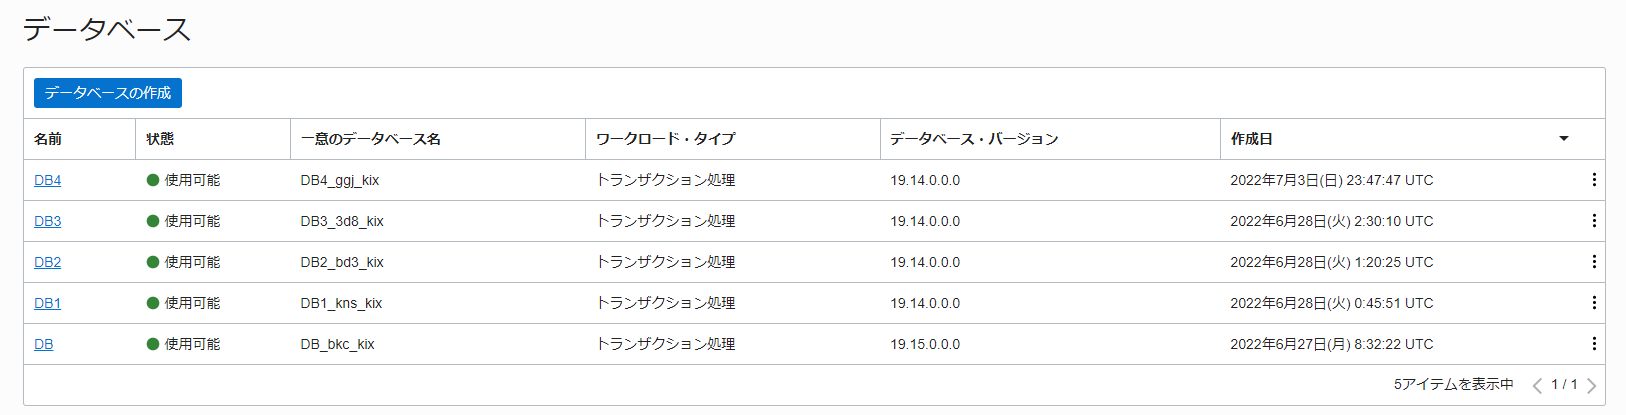 データベース
データベースの作成
名前 状態 一意のデータベース名 ワークロード・タイプ データベース・バージョン 作成日
DB4 使用可能 DB4_ggj_kix トランザクション処理 19.14.0.0.0 2022年7月3日(日) 23:47:47 UTC
DB3 使用可能 DB3_3d8_kix トランザクション処理 19.14.0.0.0 2022年6月28日(火) 2:30:10 UTC
DB2 使用可能 DB2_bd3_kix トランザクション処理 19.14.0.0.0 2022年6月28日(火) 1:20:25 UTC
DB1 使用可能 DB1_kns_kix トランザクション処理 19.14.0.0.0 2022年6月28日(火) 0:45:51 UTC
DB 使用可能 DB_bkc_kix トランザクション処理 19.15.0.0.0 2022年6月27日(月) 8:32:22 UTC
5アイテムを表示中 1 / 1